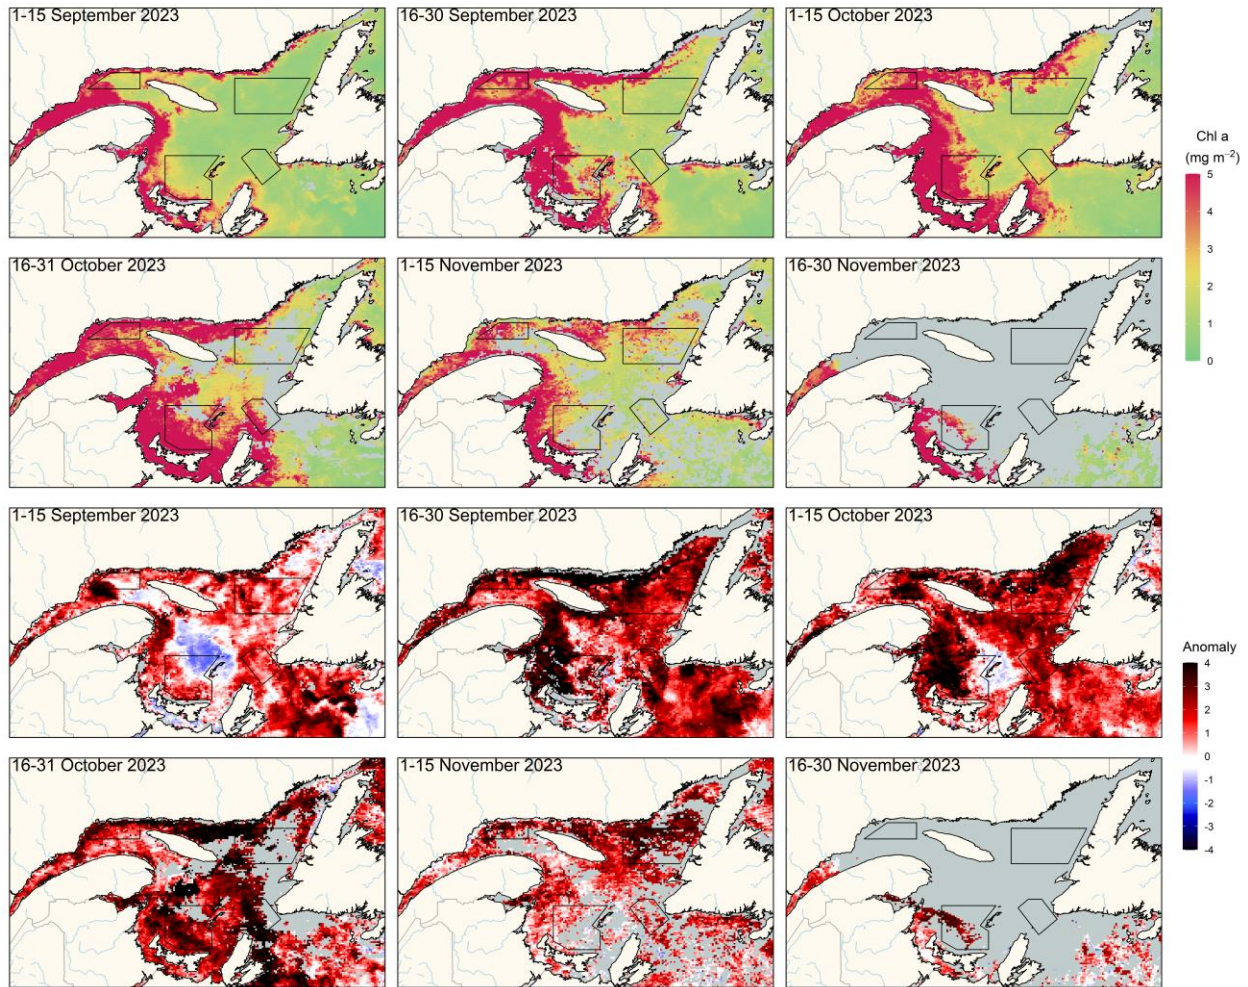 1-15 September 2023
16-30 September 2023
1-15 October 2023
Chl a
(mg m⁻²)
5
4
3
2
1
0
16-31 October 2023
1-15 November 2023
16-30 November 2023
1-15 September 2023
16-30 September 2023
1-15 October 2023
Anomaly
4
3
2
1
0
-1
-2
-3
-4
16-31 October 2023
1-15 November 2023
16-30 November 2023